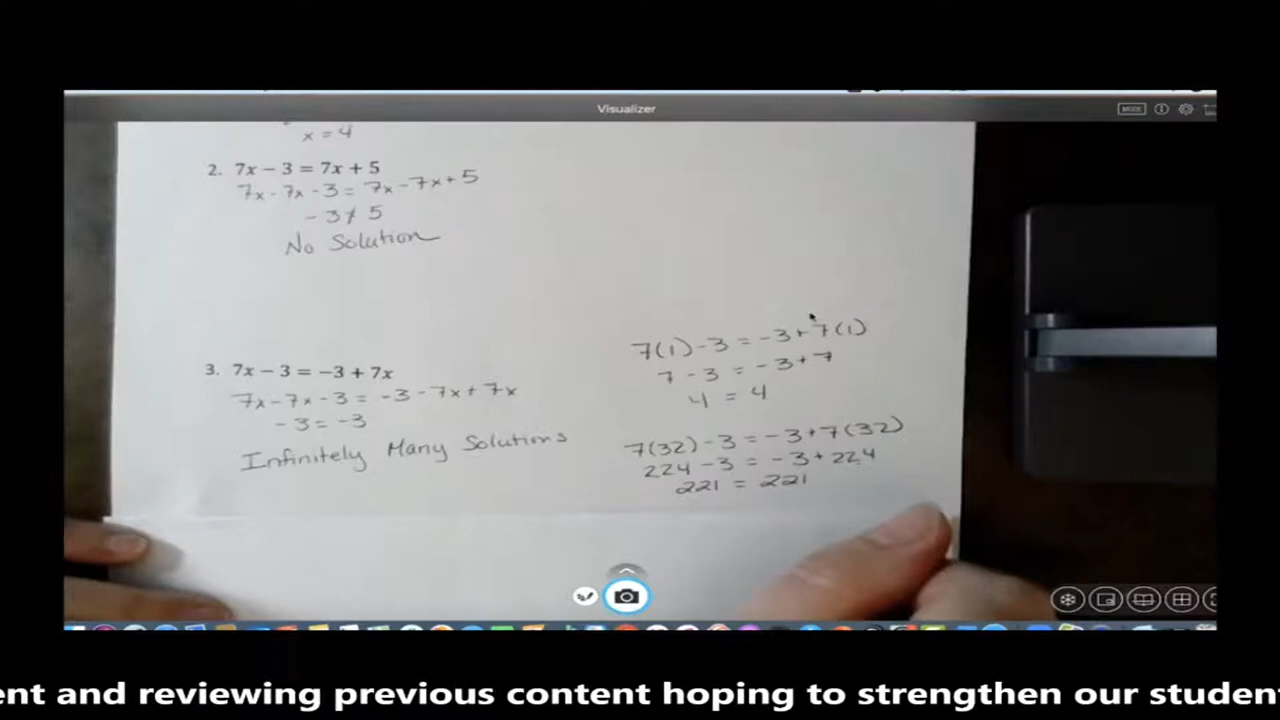 Visualizer
MODE
x = 4
2. 7x − 3 = 7x + 5
7x - 7x - 3 = 7x - 7x + 5
- 3 ≠ 5
No Solution
3. 7x − 3 = −3 + 7x
7x - 7x - 3 = -3 - 7x + 7x
- 3 = -3
Infinitely Many Solutions
7(1) - 3 = -3 + 7(1)
7 - 3 = - 3 + 7
4 = 4
7(32) - 3 = -3 + 7(32)
224 - 3 = - 3 + 224
221 = 221
ent and reviewing previous content hoping to strengthen our student